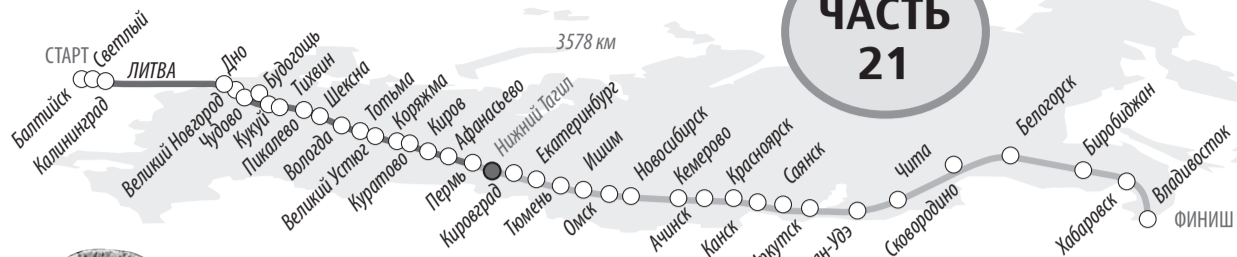 ЧАСТЬ
21
3578 км
СТАРТ
Балтийск
Светлый
Калининград
ЛИТВА
Дно
Великий Новгород
Чудово
Будогощь
Кукуй
Тихвин
Пикалево
Шексна
Вологда
Тотьма
Великий Устюг
Коряжма
Куратово
Киров
Афанасьево
Пермь
Нижний Тагил
Кировград
Екатеринбург
Тюмень
Ишим
Омск
Новосибирск
Кемерово
Ачинск
Красноярск
Канск
Саянск
Чита
Сковородино
Белогорск
Биробиджан
Хабаровск
Владивосток
ФИНИШ